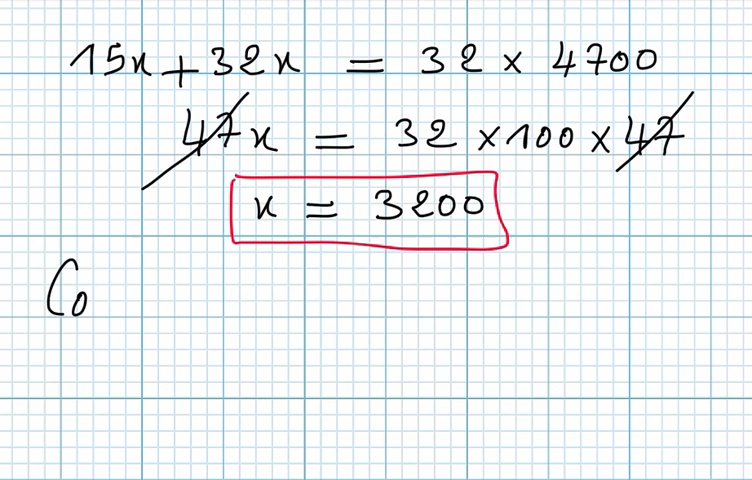 15x + 32x = 32 × 4700
47x = 32 × 100 × 47
x = 3200
Co